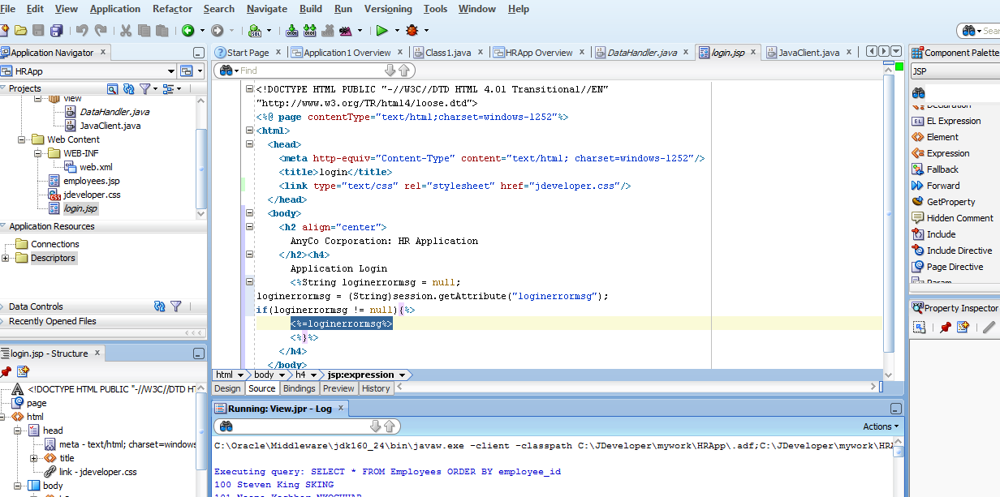 File Edit View Application Refactor Search Navigate Build Run Versioning Tools Window Help
Application Navigator
HRApp
Projects
view
DataHandler.java
JavaClient.java
Web Content
WEB-INF
web.xml
employees.jsp
jdeveloper.css
login.jsp
Application Resources
Connections
Descriptors
Data Controls
Recently Opened Files
login.jsp - Structure
<!DOCTYPE HTML PUBLIC "-//W3C//DTD HT
page
html
head
meta - text/html; charset=windows
title
link - jdeveloper.css
body
Start Page Application1 Overview Class1.java HRApp Overview DataHandler.java login.jsp JavaClient.java
Find
<!DOCTYPE HTML PUBLIC "-//W3C//DTD HTML 4.01 Transitional//EN"
"http://www.w3.org/TR/html4/loose.dtd">
<%@ page contentType="text/html;charset=windows-1252"%>
<html>
<head>
<meta http-equiv="Content-Type" content="text/html; charset=windows-1252"/>
<title>login</title>
<link type="text/css" rel="stylesheet" href="jdeveloper.css"/>
</head>
<body>
<h2 align="center">
AnyCo Corporation: HR Application
</h2><h4>
Application Login
<%String loginerrormsg = null;
loginerrormsg = (String)session.getAttribute("loginerrormsg");
if(loginerrormsg != null){%>
<%=loginerrormsg%>
<%}%>
</h4>
</body>
html body h4 jsp:expression
Design Source Bindings Preview History
Running: View.jpr - Log
Actions
C:\Oracle\Middleware\jdk160_24\bin\javaw.exe -client -classpath C:\JDeveloper\mywork\HRApp\.adf;C:\JDeveloper\mywork\HRA
Executing query: SELECT * FROM Employees ORDER BY employee_id
100 Steven King SKING
Sear
Component Palette
JSP
Declaration
EL Expression
Element
Expression
Fallback
Forward
GetProperty
Hidden Comment
Include
Include Directive
Page Directive
Param
Property Inspector